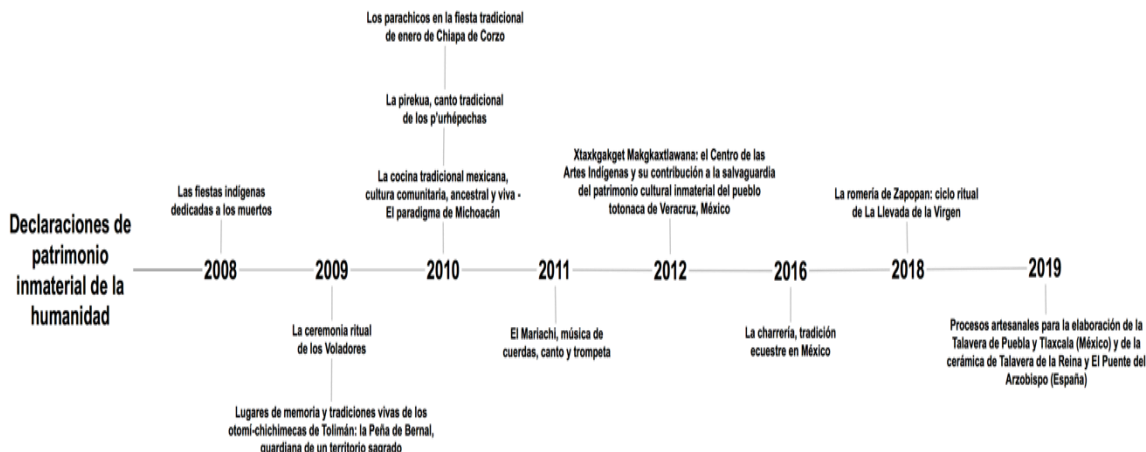 Declaraciones de
patrimonio
inmaterial de la
humanidad
2008
Las fiestas indígenas
dedicadas a los muertos
2009
La ceremonia ritual
de los Voladores
Lugares de memoria y tradiciones vivas de los
otomí-chichimecas de Tolimán: la Peña de Bernal,
guardiana de un territorio sagrado
2010
Los parachicos en la fiesta tradicional
de enero de Chiapa de Corzo
La pirekua, canto tradicional
de los p'urhépechas
La cocina tradicional mexicana,
cultura comunitaria, ancestral y viva -
El paradigma de Michoacán
2011
El Mariachi, música de
cuerdas, canto y trompeta
2012
Xtaxkgakget Makgkaxtlawana: el Centro de las
Artes Indígenas y su contribución a la salvaguardia
del patrimonio cultural inmaterial del pueblo
totonaca de Veracruz, México
2016
La charrería, tradición
ecuestre en México
2018
La romería de Zapopan: ciclo ritual
de La Llevada de la Virgen
2019
Procesos artesanales para la elaboración de la
Talavera de Puebla y Tlaxcala (México) y de la
cerámica de Talavera de la Reina y El Puente del
Arzobispo (España)